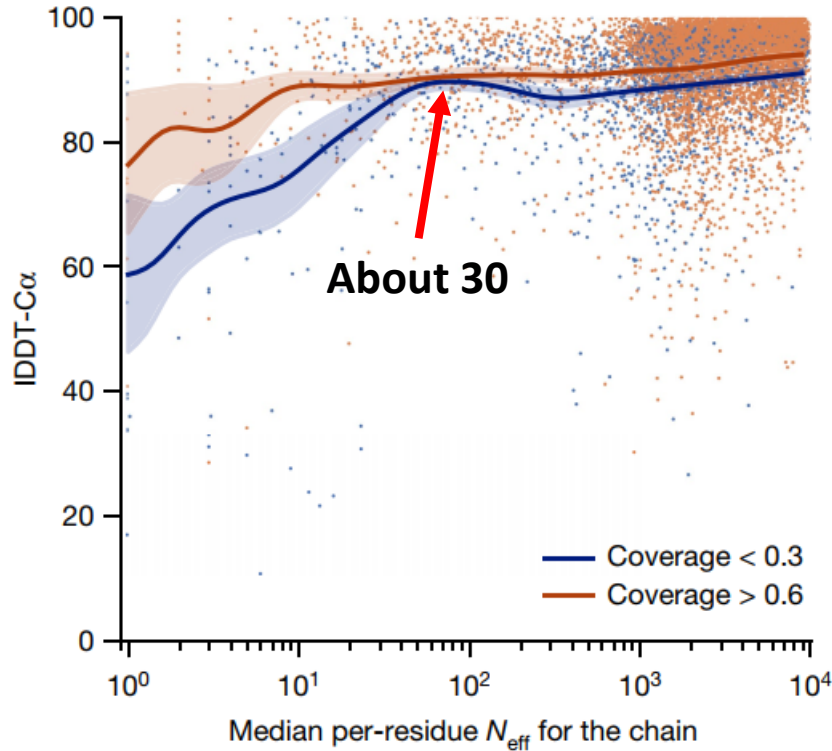 100
80
60
40
20
0
lDDT-Cα
About 30
Coverage < 0.3
Coverage > 0.6
10⁰ 10¹ 10² 10³ 10⁴
Median per-residue Neff for the chain